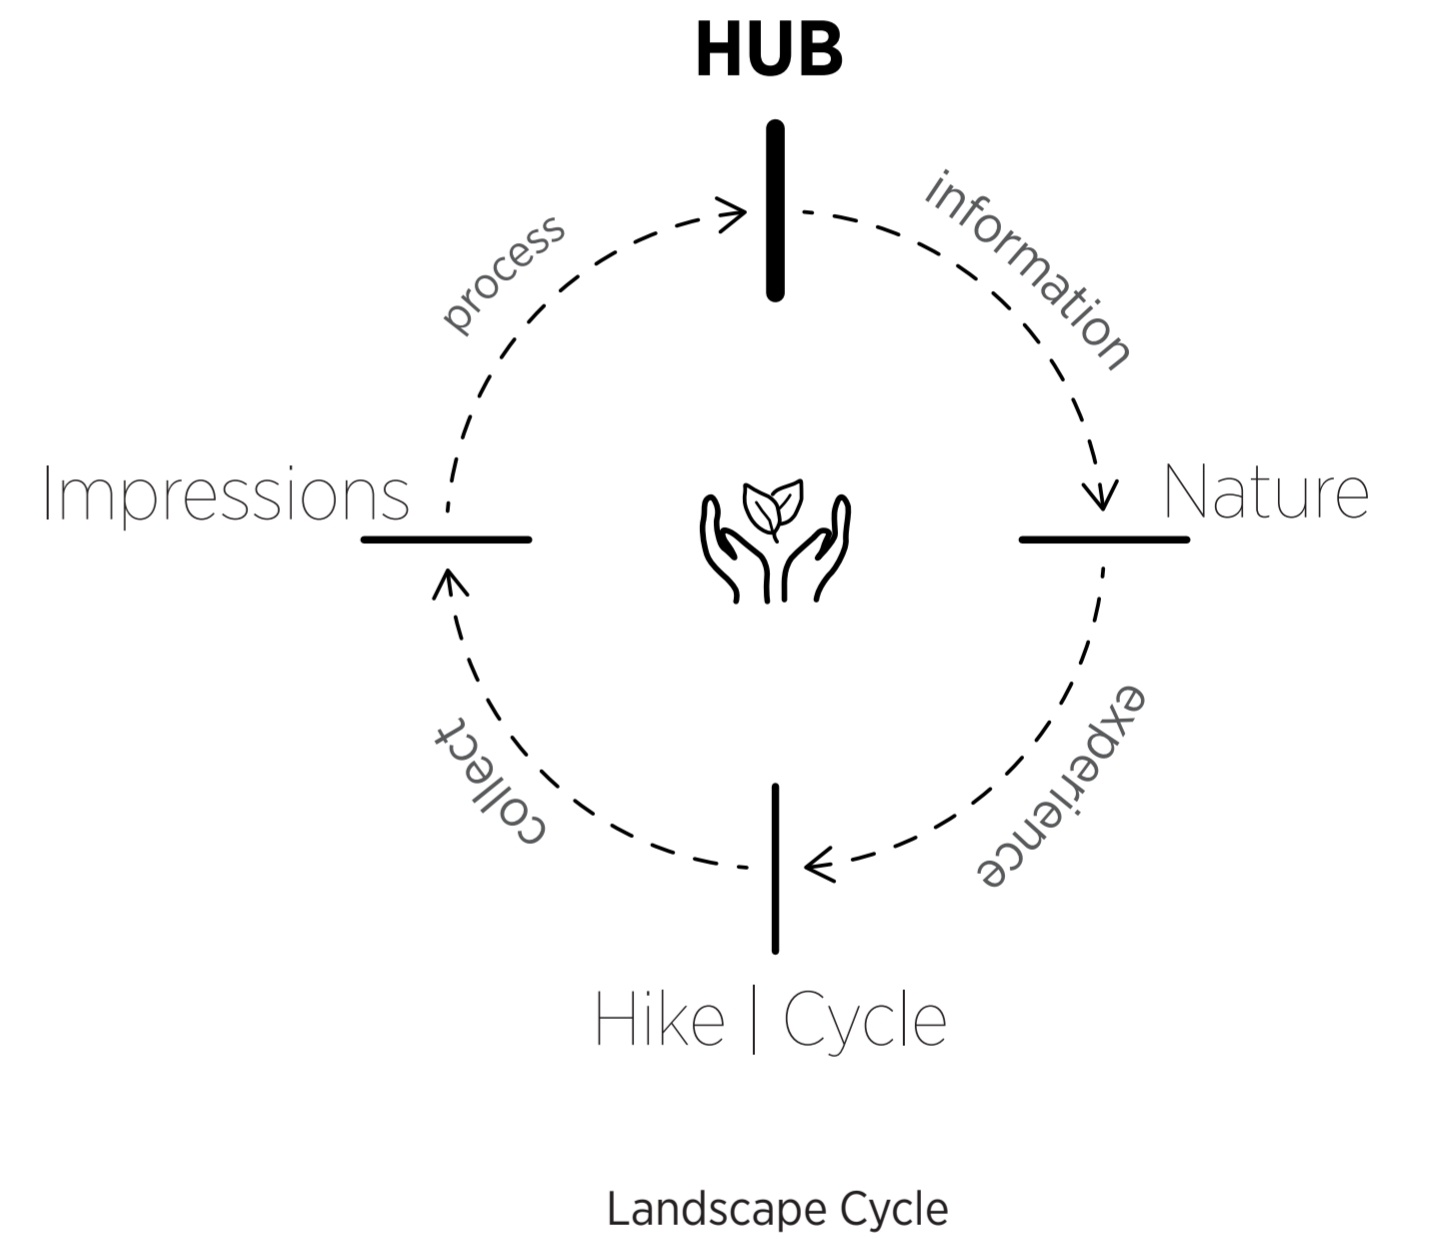 HUB
process
information
Impressions
Nature
collect
experience
Hike | Cycle
Landscape Cycle